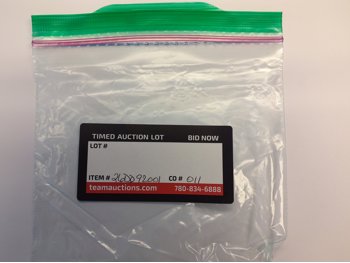 TIMED AUCTION LOT BID NOW
LOT #
ITEM # CD # 011
teamauctions.com 780-834-6888